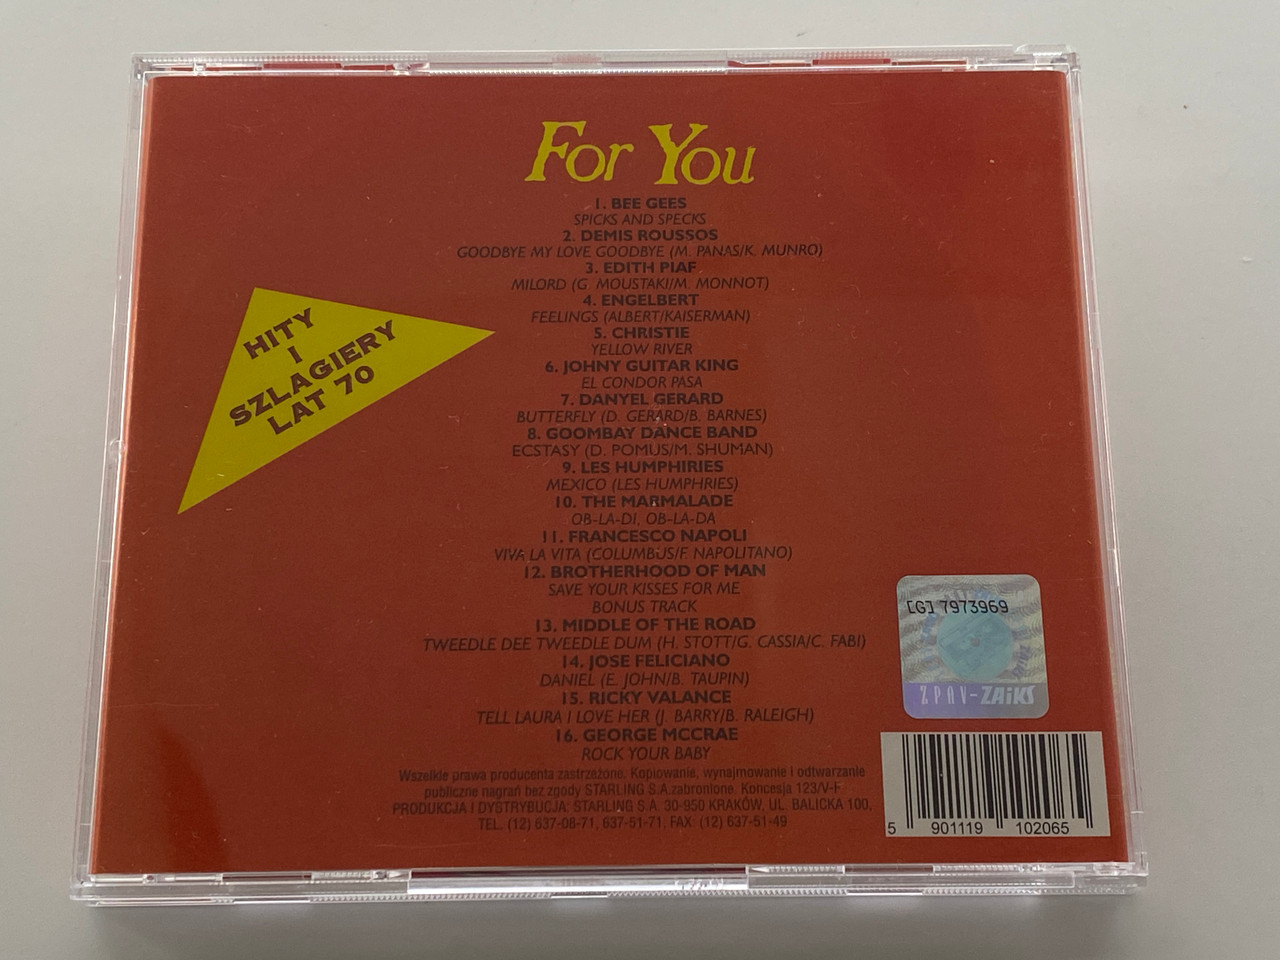 For You
1. BEE GEES
SPICKS AND SPECKS
2. DEMIS ROUSSOS
GOODBYE MY LOVE GOODBYE (M. PANAS/K. MUNRO)
3. EDITH PIAF
MILORD (G. MOUSTAKI/M. MONNOT)
4. ENGELBERT
FEELINGS (ALBERT/KAISERMAN)
5. CHRISTIE
YELLOW RIVER
6. JOHNY GUITAR KING
EL CONDOR PASA
7. DANYEL GERARD
BUTTERFLY (D. GERARD/B. BARNES)
8. GOOMBAY DANCE BAND
ECSTASY (D. POMUS/M. SHUMAN)
9. LES HUMPHIRIES
MEXICO (LES HUMPHRIES)
10. THE MARMALADE
OB-LA-DI, OB-LA-DA
11. FRANCESCO NAPOLI
VIVA LA VITA (COLUMBUS/F. NAPOLITANO)
12. BROTHERHOOD OF MAN
SAVE YOUR KISSES FOR ME
BONUS TRACK
13. MIDDLE OF THE ROAD
TWEEDLE DEE TWEEDLE DUM (H. STOTT/G. CASSIA/C. FABI)
14. JOSE FELICIANO
DANIEL (E. JOHN/B. TAUPIN)
15. RICKY VALANCE
TELL LAURA I LOVE HER (J. BARRY/B. RALEIGH)
16. GEORGE MCCRAE
ROCK YOUR BABY
Wszelkie prawa producenta zastrzeżone. Kopiowanie, wynajmowanie i odtwarzanie
publiczne nagrań bez zgody STARLING S.A.zabronione. Koncesja 123/V-F
PRODUKCJA I DYSTRYBUCJA: STARLING S.A. 30-950 KRAKÓW, UL. BALICKA 100,
TEL. (12) 637-08-71, 637-51-71, FAX: (12) 637-51-49
HITY
I
SZLAGIERY
LAT 70
[G] 7973969
ZPAV-ZAiKS
5 901119 102065